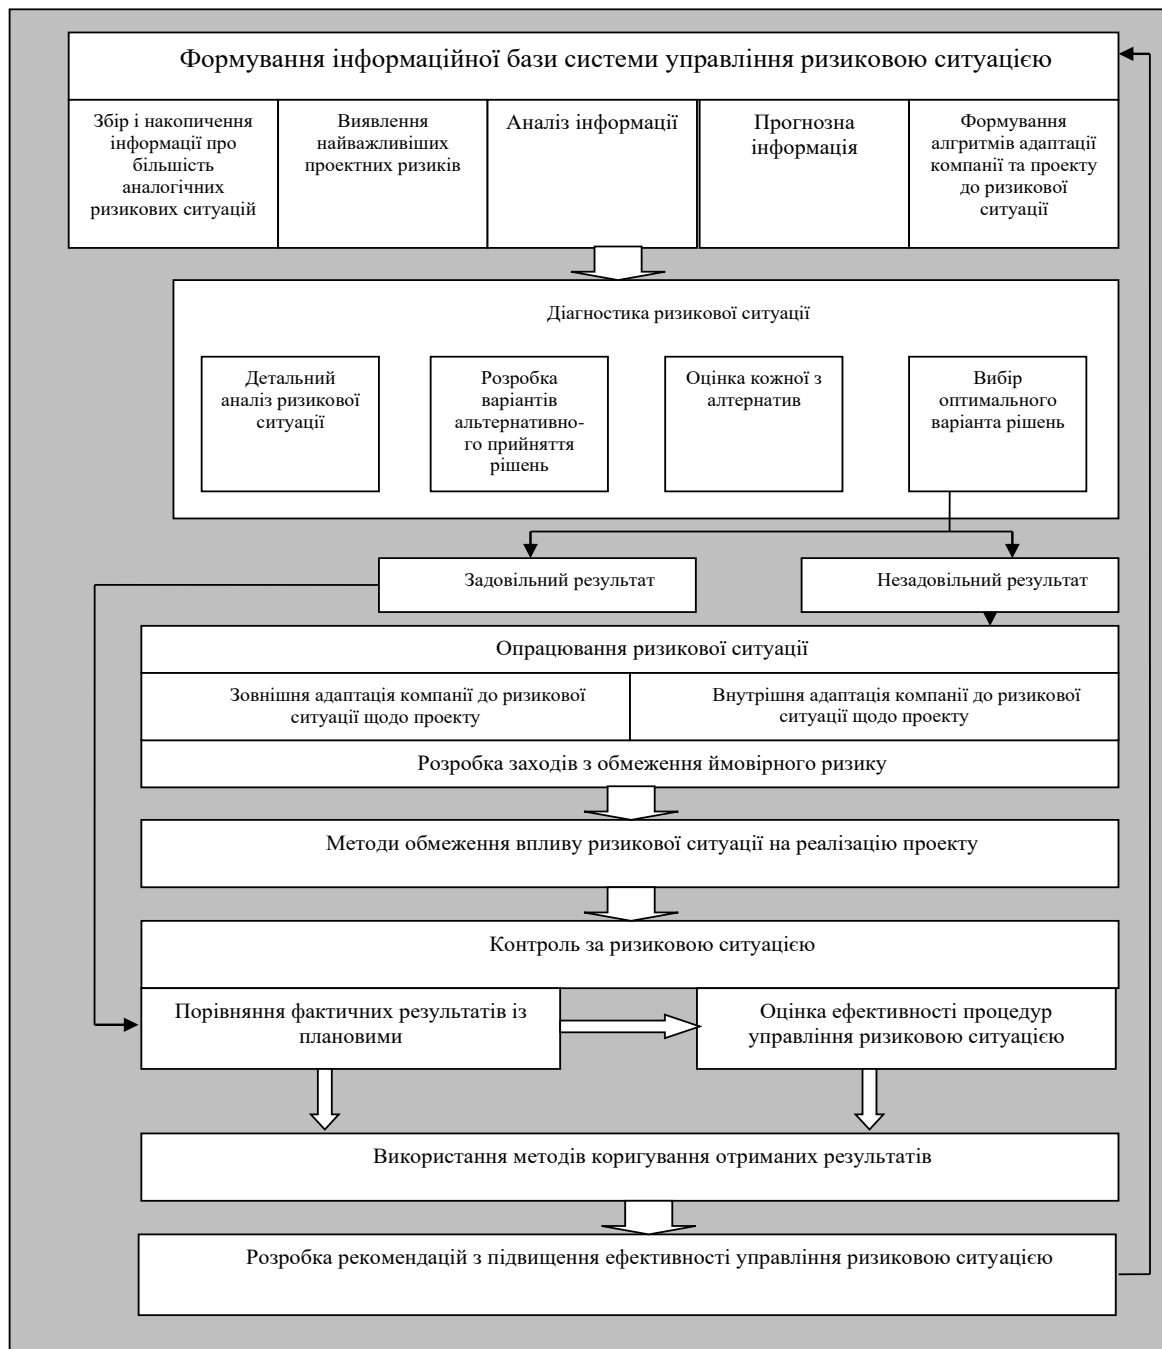 Формування інформаційної бази системи управління ризиковою ситуацією
Збір і накопичення
інформації про
більшість
аналогічних
ризикових ситуацій
Виявлення
найважливіших
проектних ризиків
Аналіз інформації
Прогнозна
інформація
Формування
алгритмів адаптації
компанії та проекту
до ризикової
ситуації
Діагностика ризикової ситуації
Детальний
аналіз ризикової
ситуації
Розробка
варіантів
альтернативно-
го прийняття
рішень
Оцінка кожної з
алтернатив
Вибір
оптимального
варіанта рішень
Задовільний результат
Незадовільний результат
Опрацювання ризикової ситуації
Зовнішня адаптація компанії до ризикової
ситуації щодо проекту
Внутрішня адаптація компанії до ризикової
ситуації щодо проекту
Розробка заходів з обмеження ймовірного ризику
Методи обмеження впливу ризикової ситуації на реалізацію проекту
Контроль за ризиковою ситуацією
Порівняння фактичних результатів із
плановими
Оцінка ефективності процедур
управління ризиковою ситуацією
Використання методів коригування отриманих результатів
Розробка рекомендацій з підвищення ефективності управління ризиковою ситуацією